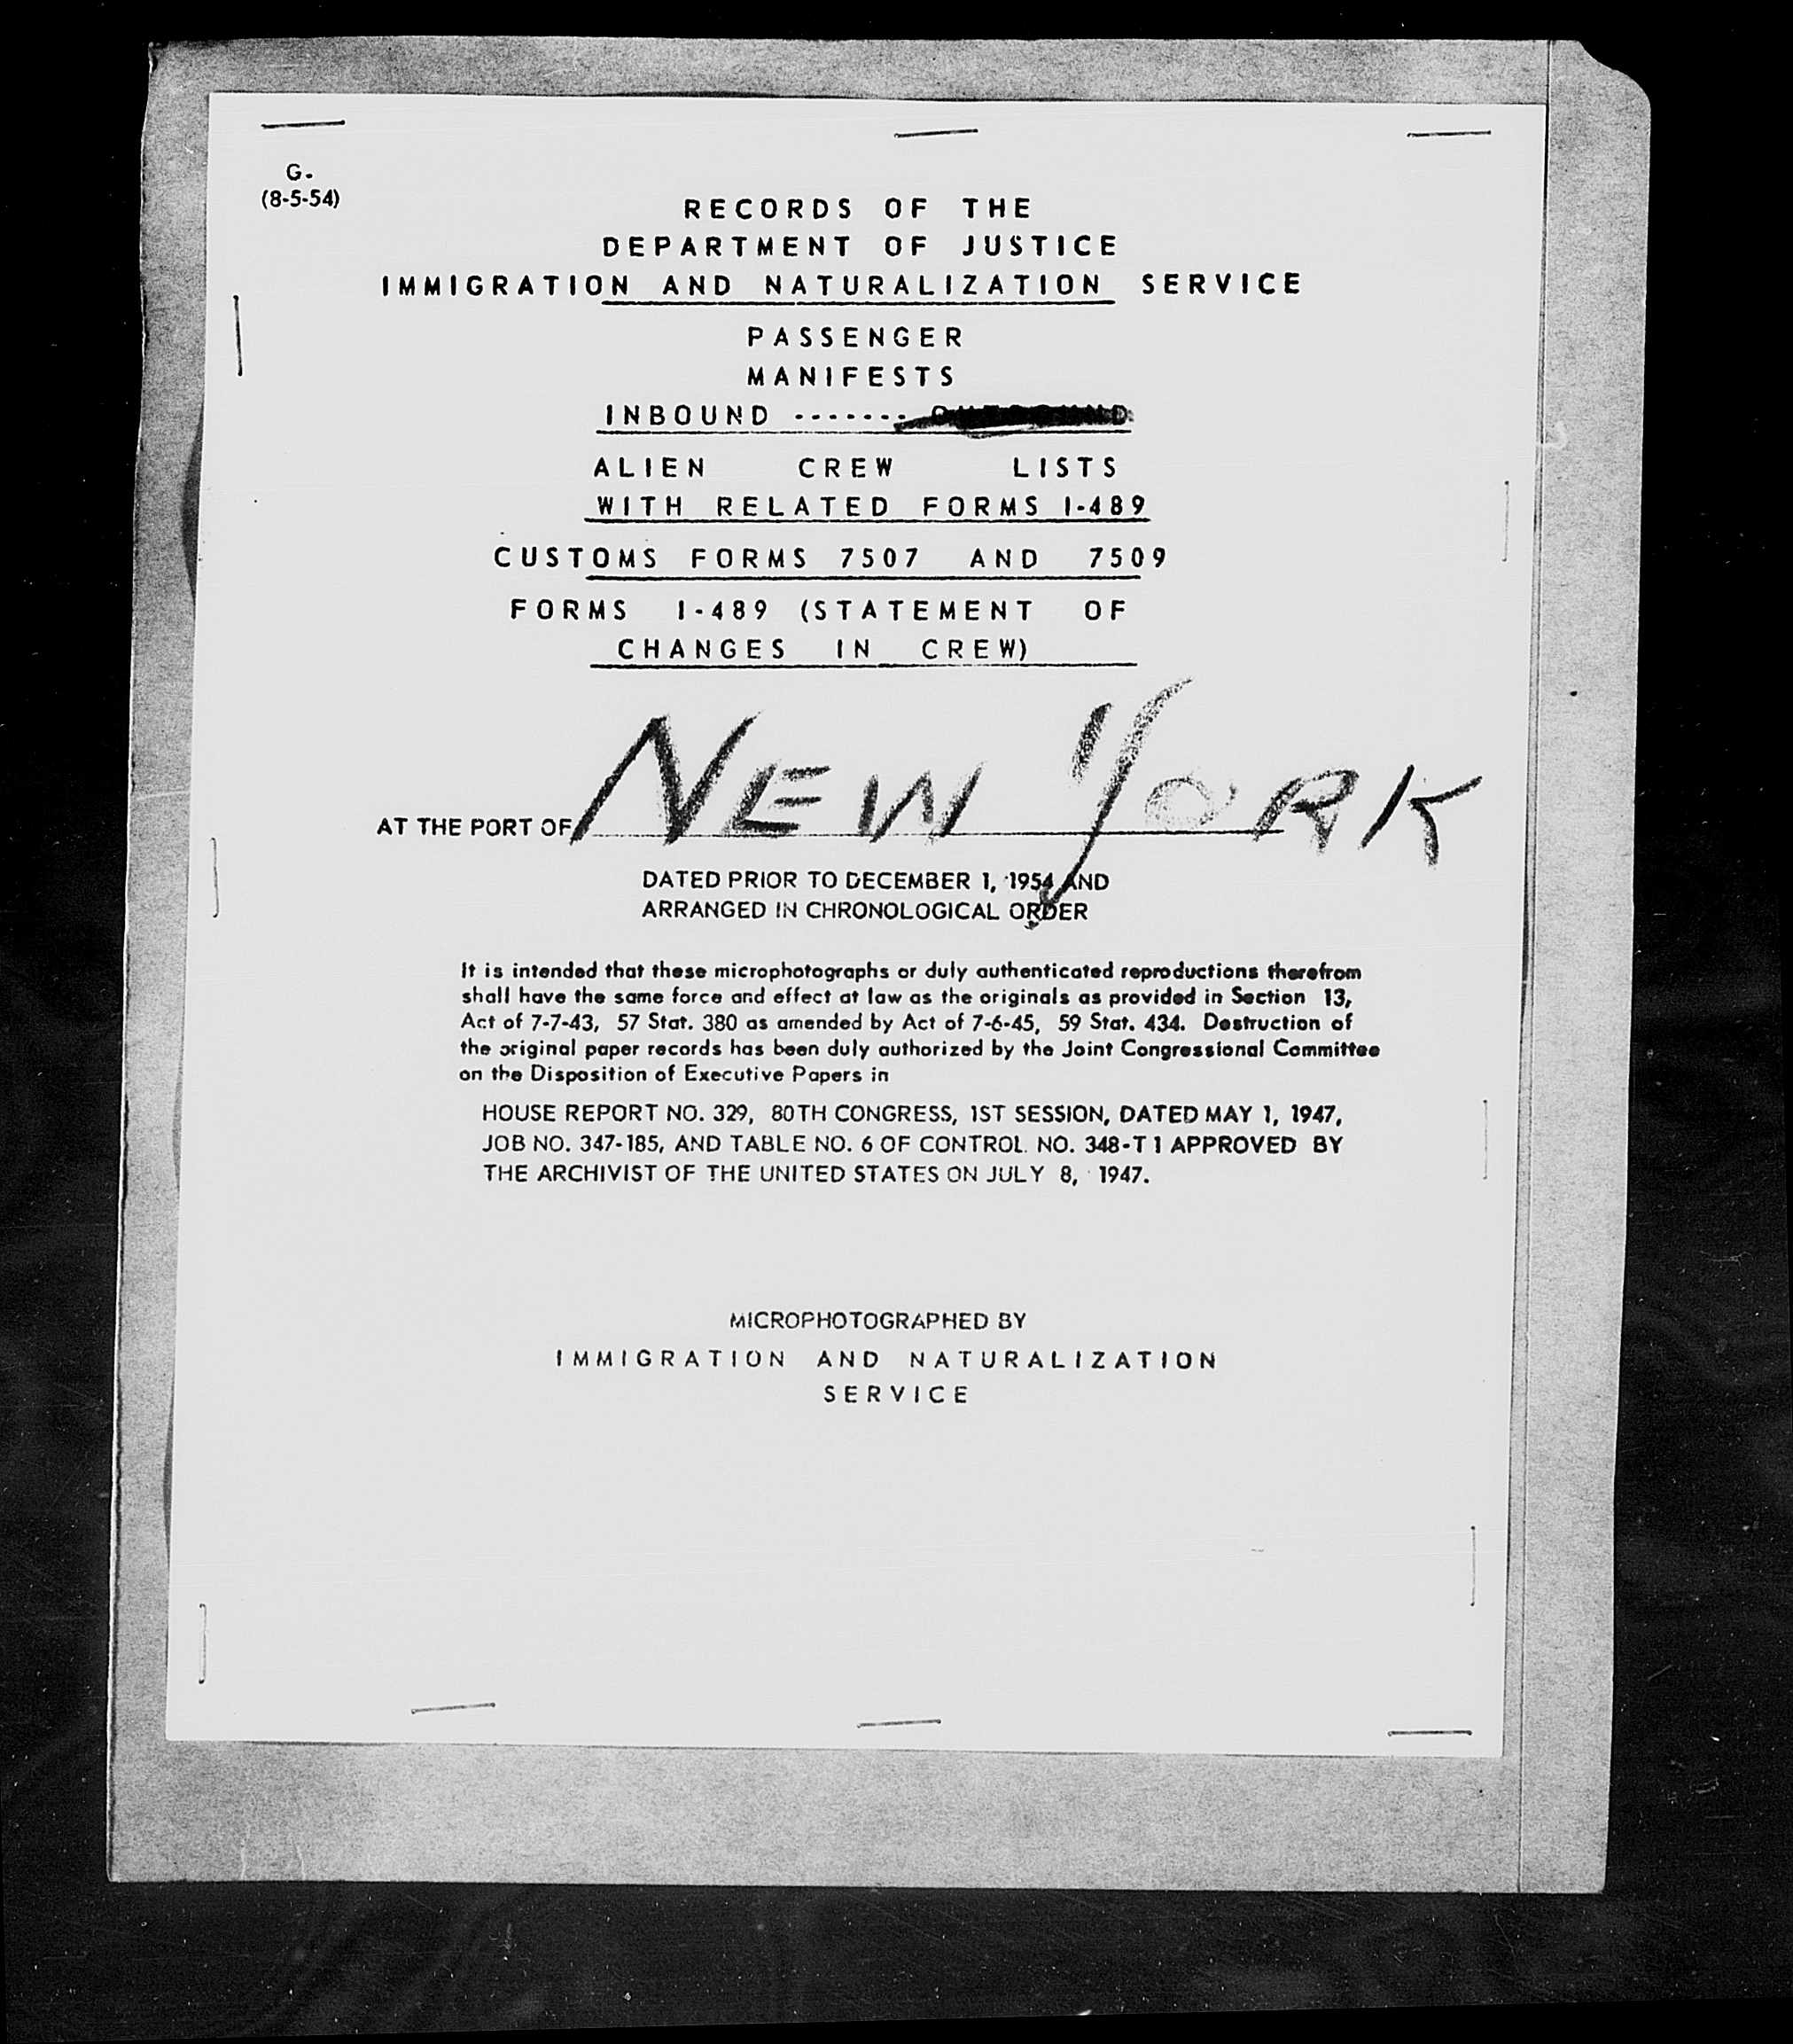 G-
(8-5-54)
RECORDS OF THE
DEPARTMENT OF JUSTICE
IMMIGRATION AND NATURALIZATION SERVICE
PASSENGER
MANIFESTS
INBOUND -------
ALIEN CREW LISTS
WITH RELATED FORMS I-489
CUSTOMS FORMS 7507 AND 7509
FORMS I-489 (STATEMENT OF
CHANGES IN CREW)
AT THE PORT OF NEW YORK
DATED PRIOR TO DECEMBER 1, 1954 AND
ARRANGED IN CHRONOLOGICAL ORDER
It is intended that these microphotographs or duly authenticated reproductions therefrom
shall have the same force and effect at law as the originals as provided in Section 13,
Act of 7-7-43, 57 Stat. 380 as amended by Act of 7-6-45, 59 Stat. 434. Destruction of
the original paper records has been duly authorized by the Joint Congressional Committee
on the Disposition of Executive Papers in
HOUSE REPORT NO. 329, 80TH CONGRESS, 1ST SESSION, DATED MAY 1, 1947,
JOB NO. 347-185, AND TABLE NO. 6 OF CONTROL NO. 348-T1 APPROVED BY
THE ARCHIVIST OF THE UNITED STATES ON JULY 8, 1947.
MICROPHOTOGRAPHED BY
IMMIGRATION AND NATURALIZATION
SERVICE